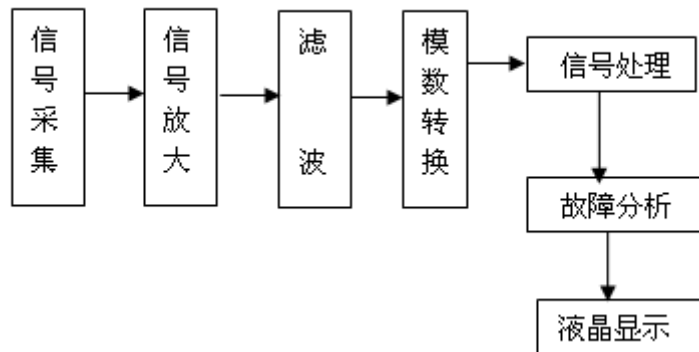 信号采集
信号放大
滤波
模数转换
信号处理
故障分析
液晶显示